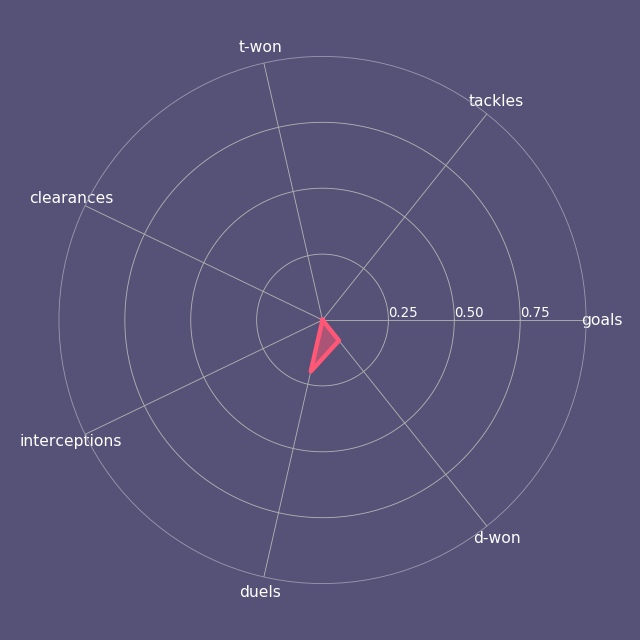 t-won
tackles
clearances
0.25 0.50 0.75 goals
interceptions
d-won
duels